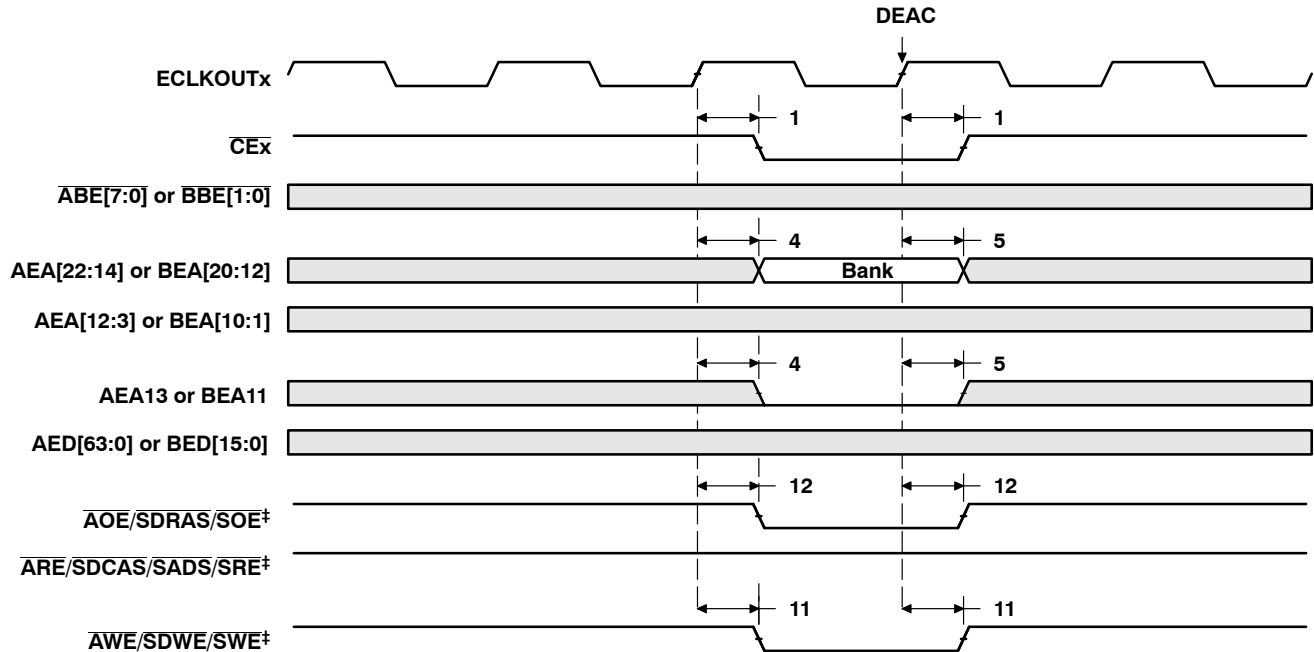 DEAC
ECLKOUTx
1 1
CEx
ABE[7:0] or BBE[1:0]
4 5
AEA[22:14] or BEA[20:12] Bank
AEA[12:3] or BEA[10:1]
4 5
AEA13 or BEA11
AED[63:0] or BED[15:0]
12 12
AOE/SDRAS/SOE‡
ARE/SDCAS/SADS/SRE‡
11 11
AWE/SDWE/SWE‡